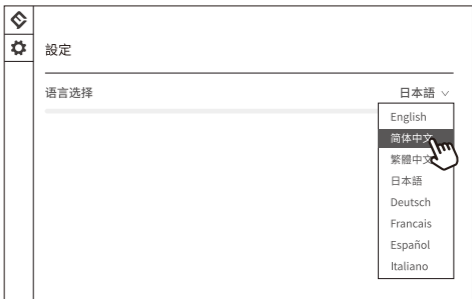 設定
语言选择 日本語
English
简体中文
繁體中文
日本語
Deutsch
Francais
Español
Italiano